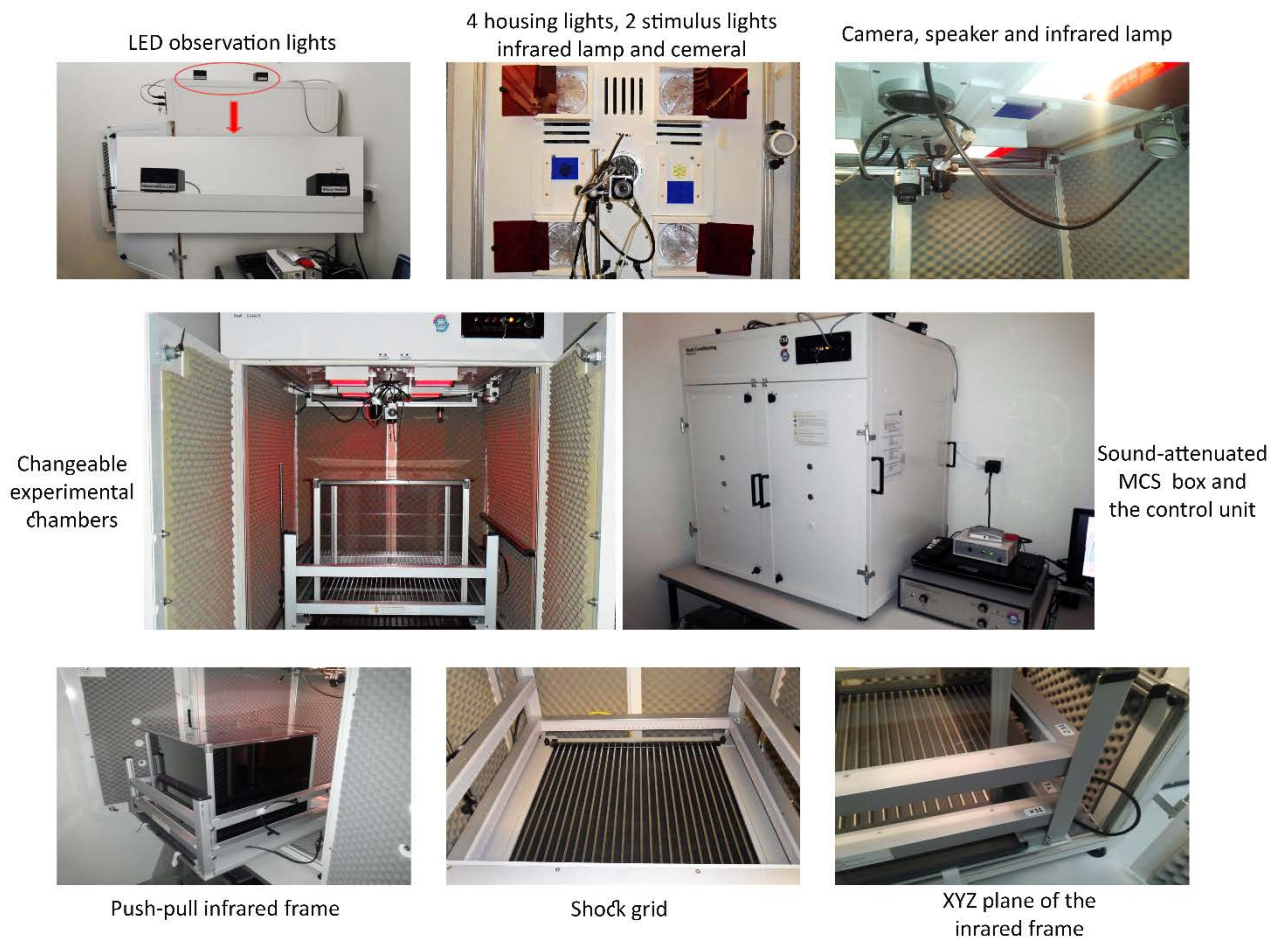 LED observation lights
4 housing lights, 2 stimulus lights
infrared lamp and cemeral
Camera, speaker and infrared lamp
Changeable
experimental
chambers
Multi Conditioning
Sound-attenuated
MCS box and
the control unit
Push-pull infrared frame
Shock grid
XYZ plane of the
inrared frame